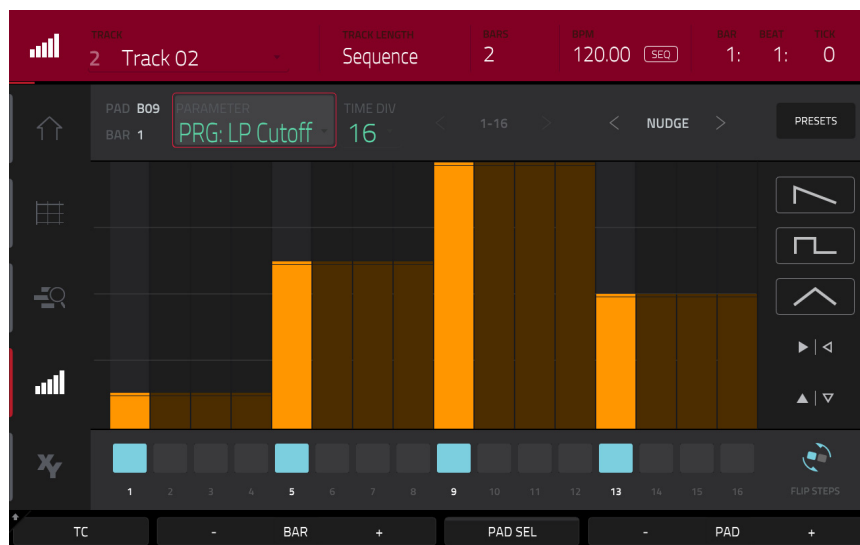 TRACK TRACK LENGTH BARS BPM BAR BEAT TICK
2 Track 02 Sequence 2 120.00 SEQ 1: 1: 0
PAD B09 PARAMETER TIME DIV
BAR 1 PRG: LP Cutoff 16 < 1-16 > < NUDGE > PRESETS
XY
1 2 3 4 5 6 7 8 9 10 11 12 13 14 15 16 FLIP STEPS
TC - BAR + PAD SEL - PAD +